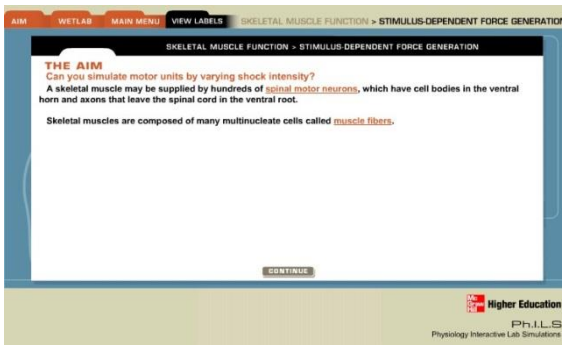 AIM WETLAB MAIN MENU VIEW LABELS SKELETAL MUSCLE FUNCTION > STIMULUS-DEPENDENT FORCE GENERATION
SKELETAL MUSCLE FUNCTION > STIMULUS-DEPENDENT FORCE GENERATION
THE AIM
Can you simulate motor units by varying shock intensity?
A skeletal muscle may be supplied by hundreds of spinal motor neurons, which have cell bodies in the ventral
horn and axons that leave the spinal cord in the ventral root.
Skeletal muscles are composed of many multinucleate cells called muscle fibers.
CONTINUE
Mc Graw Hill Higher Education
Ph.I.L.S
Physiology Interactive Lab Simulations